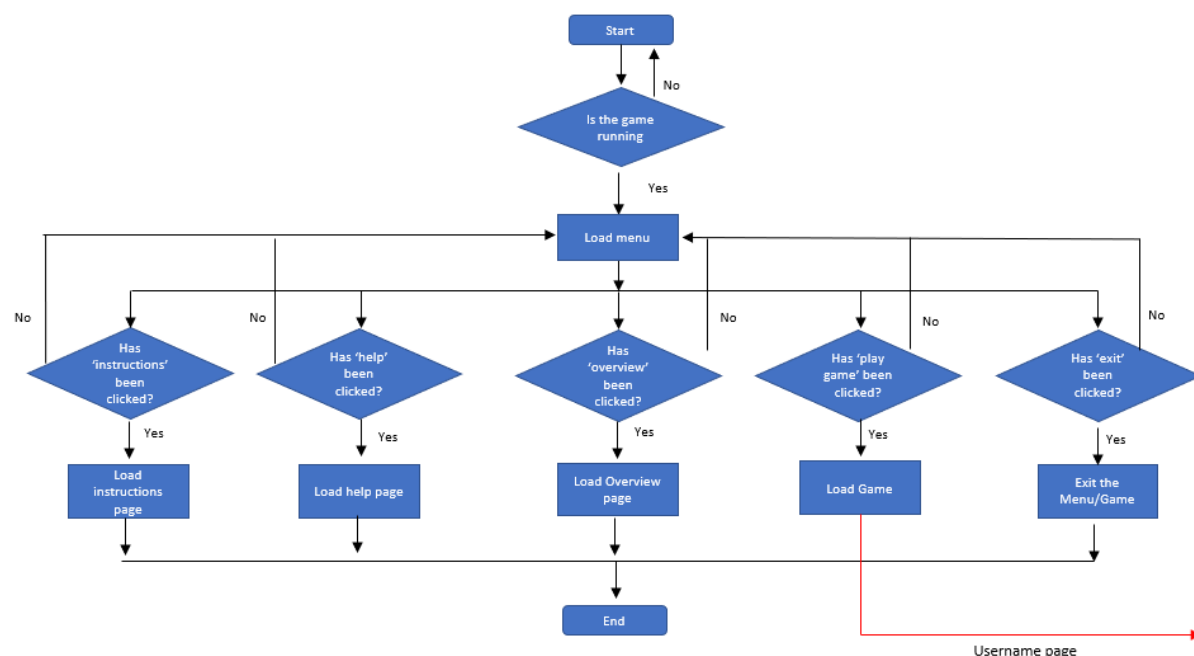 Start
No
Is the game
running
Yes
Load menu
No
No
No
No
No
Has
‘instructions’
been
clicked?
Has ‘help’
been
clicked?
Has
‘overview’
been
clicked?
Has ‘play
game’ been
clicked?
Has ‘exit’
been
clicked?
Yes
Yes
Yes
Yes
Yes
Load
instructions
page
Load help page
Load Overview
page
Load Game
Exit the
Menu/Game
End
Username page